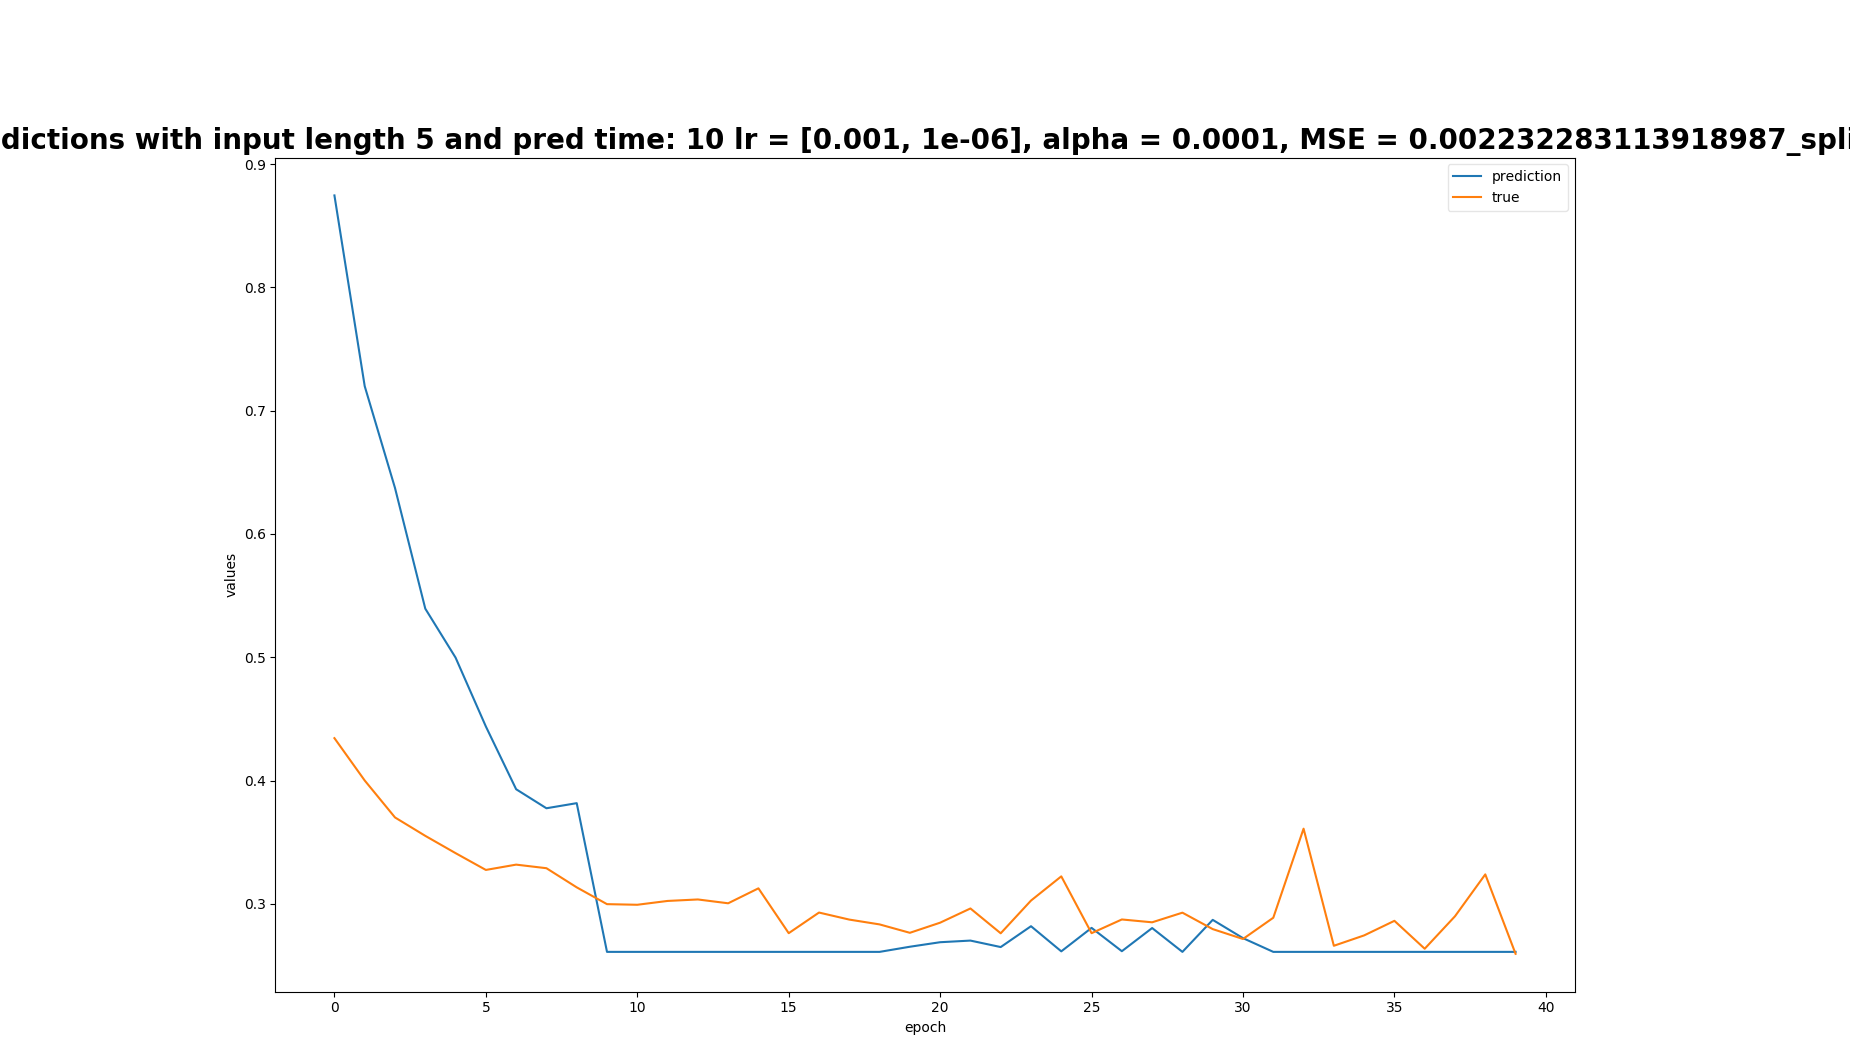 dictions with input length 5 and pred time: 10 lr = [0.001, 1e-06], alpha = 0.0001, MSE = 0.002232283113918987_spli
prediction
true
0.9
0.8
0.7
0.6
0.5
0.4
0.3
values
0 5 10 15 20 25 30 35 40
epoch